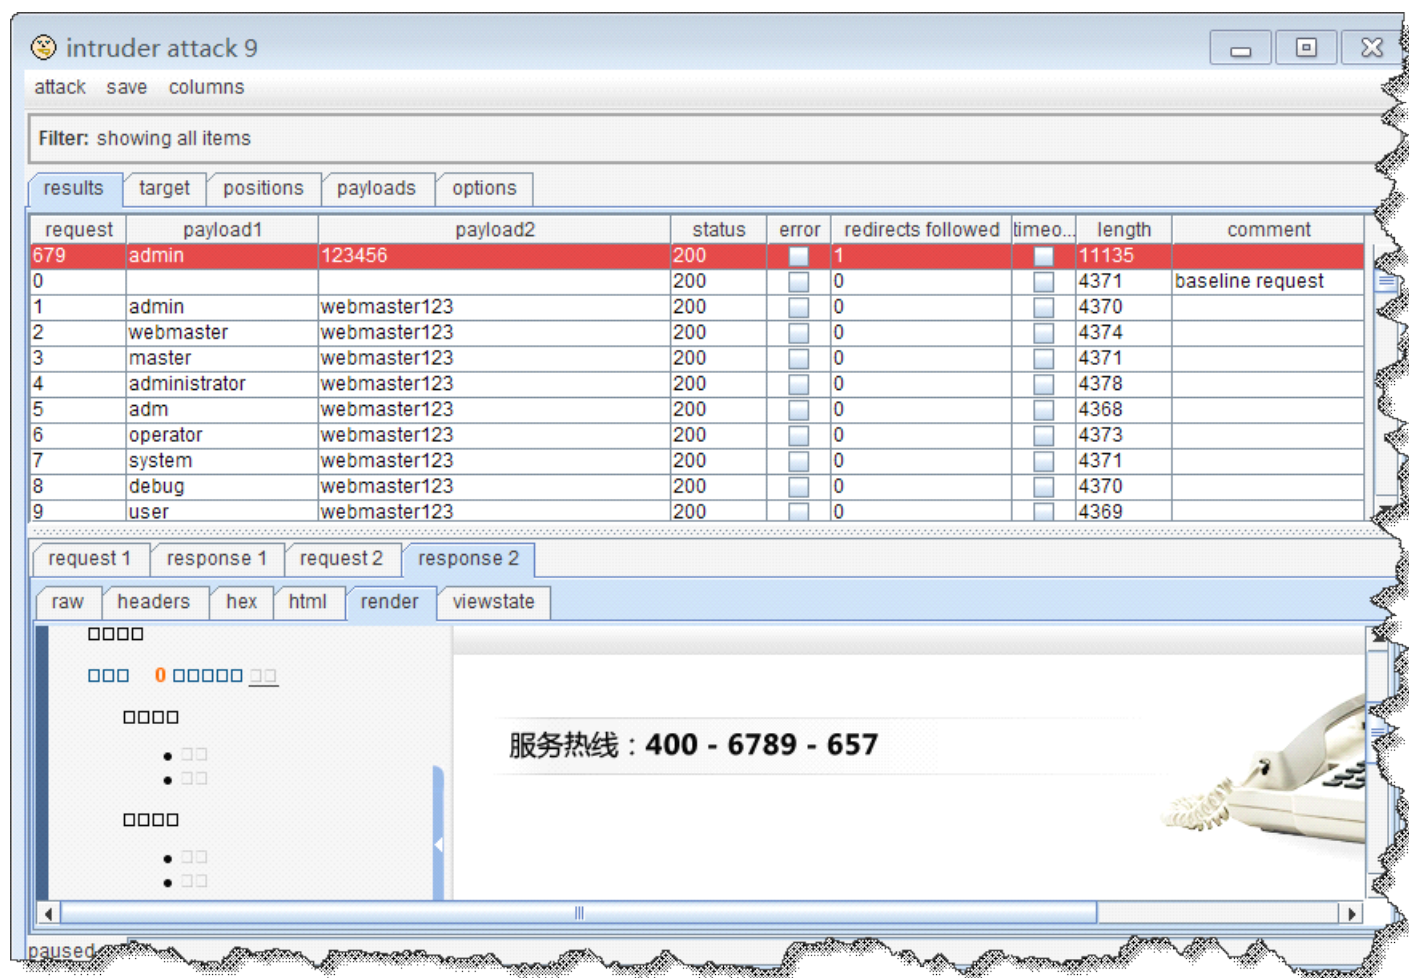 intruder attack 9
attack save columns
Filter: showing all items
results target positions payloads options
request payload1 payload2 status error redirects followed timeo... length comment
679 admin 123456 200 1 11135
0 200 0 4371 baseline request
1 admin webmaster123 200 0 4370
2 webmaster webmaster123 200 0 4374
3 master webmaster123 200 0 4371
4 administrator webmaster123 200 0 4378
5 adm webmaster123 200 0 4368
6 operator webmaster123 200 0 4373
7 system webmaster123 200 0 4371
8 debug webmaster123 200 0 4370
9 user webmaster123 200 0 4369
request 1 response 1 request 2 response 2
raw headers hex html render viewstate
0
服务热线：400 - 6789 - 657
paused